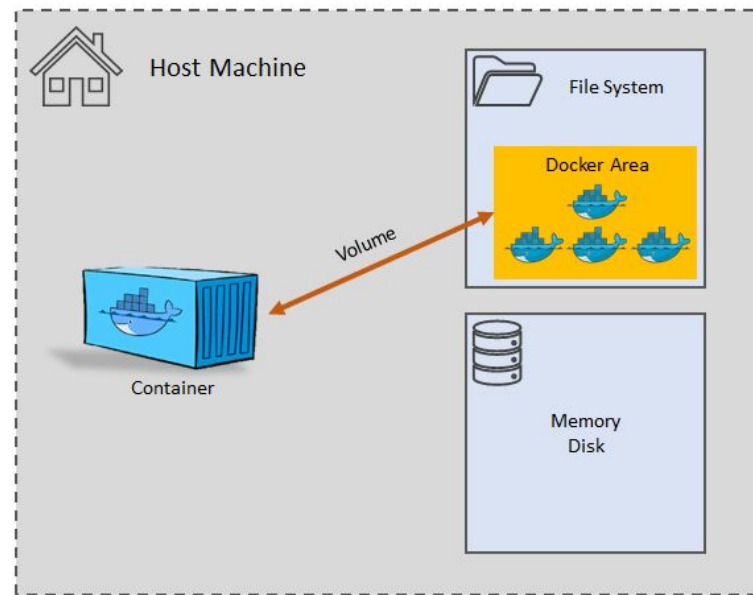 Host Machine
File System
Docker Area
Volume
Container
Memory
Disk